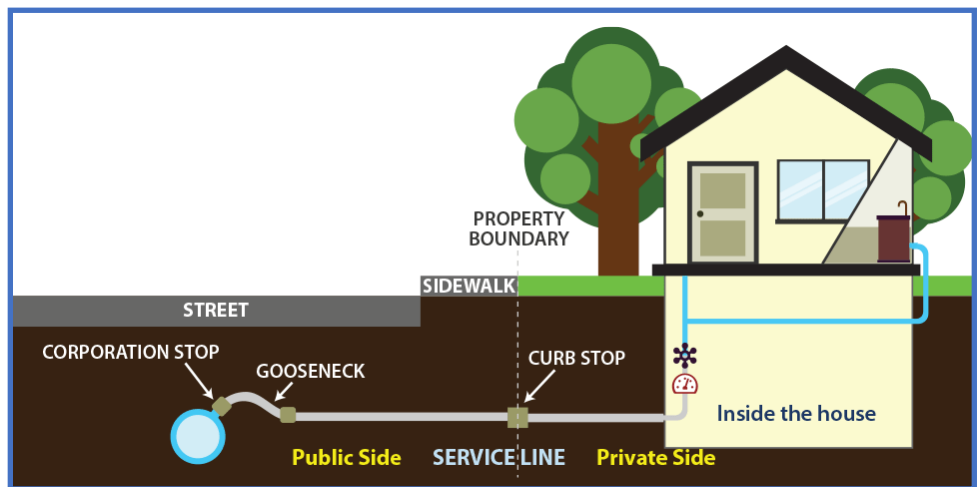 PROPERTY
BOUNDARY
SIDEWALK
STREET
CORPORATION STOP
GOOSENECK
CURB STOP
Inside the house
Public Side
SERVICE LINE
Private Side